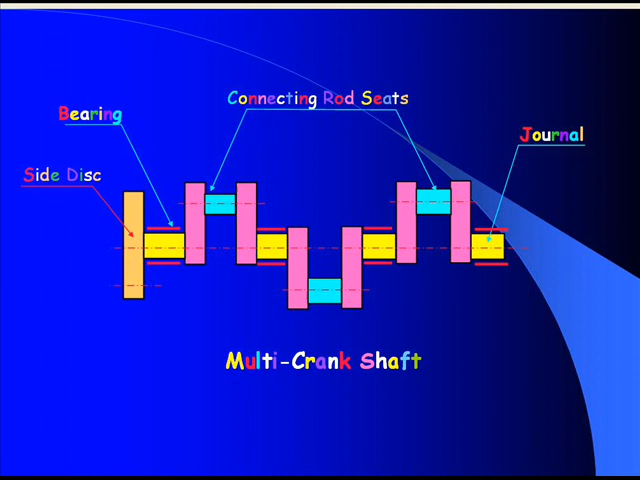 Connecting Rod Seats
Bearing
Journal
Side Disc
Multi-Crank Shaft